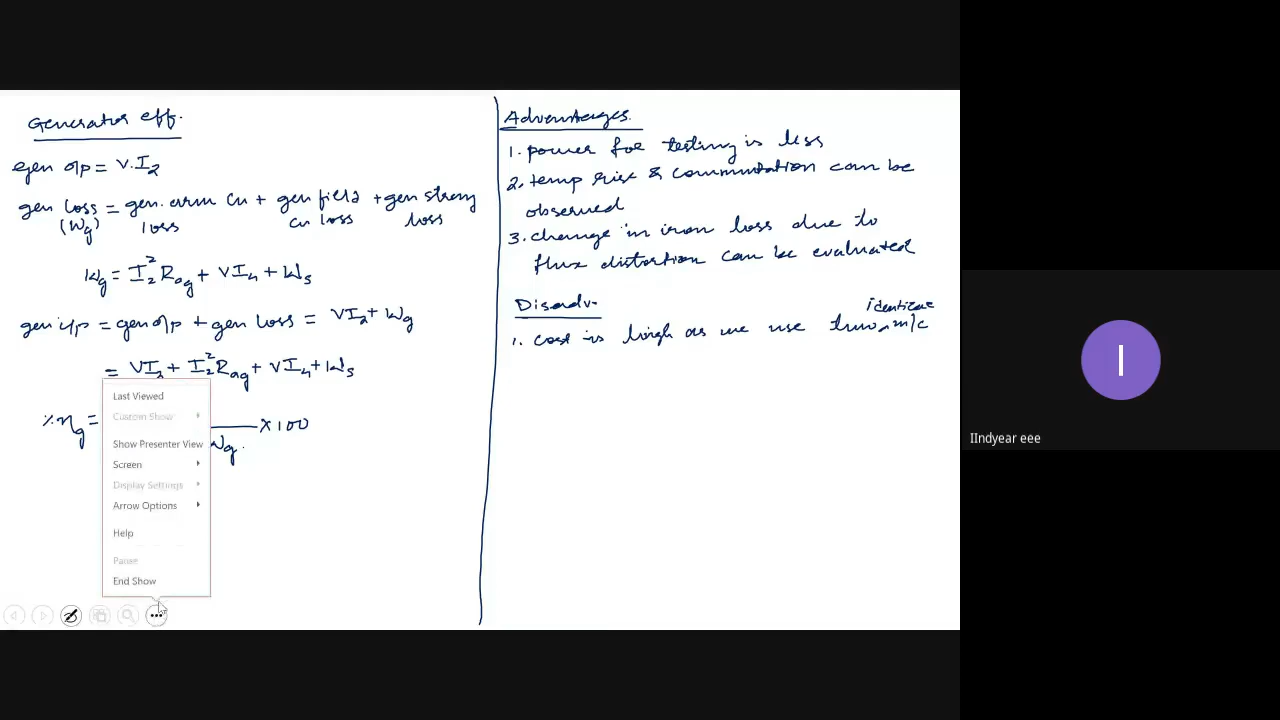 Generator eff.
gen o/p = V.I2
gen loss = gen. arm cu + gen field + gen stray
(Wg) loss cu loss loss
Wg = I2² Rag + VI4 + Ws
gen i/p = gen o/p + gen loss = VI2 + Wg
= VI2 + I2² Rag + VI4 + Ws
% ηg = × 100
Wg.
Last Viewed
Custom Show
Show Presenter View
Screen
Display Settings
Arrow Options
Help
Pause
End Show
Advantages.
1. power for testing is less
2. temp rise & commutation can be
observed
3. change in iron loss due to
flux distortion can be evaluated
Disadv.
identical
1. cost is high as we use two m/c
I
IIndyear eee